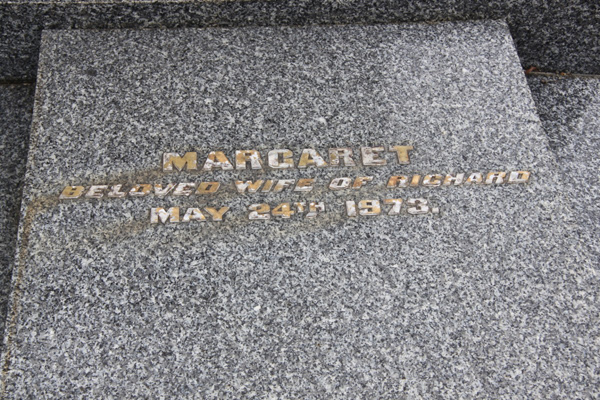 MARGARET
BELOVED WIFE OF RICHARD
MAY 24TH 1973.